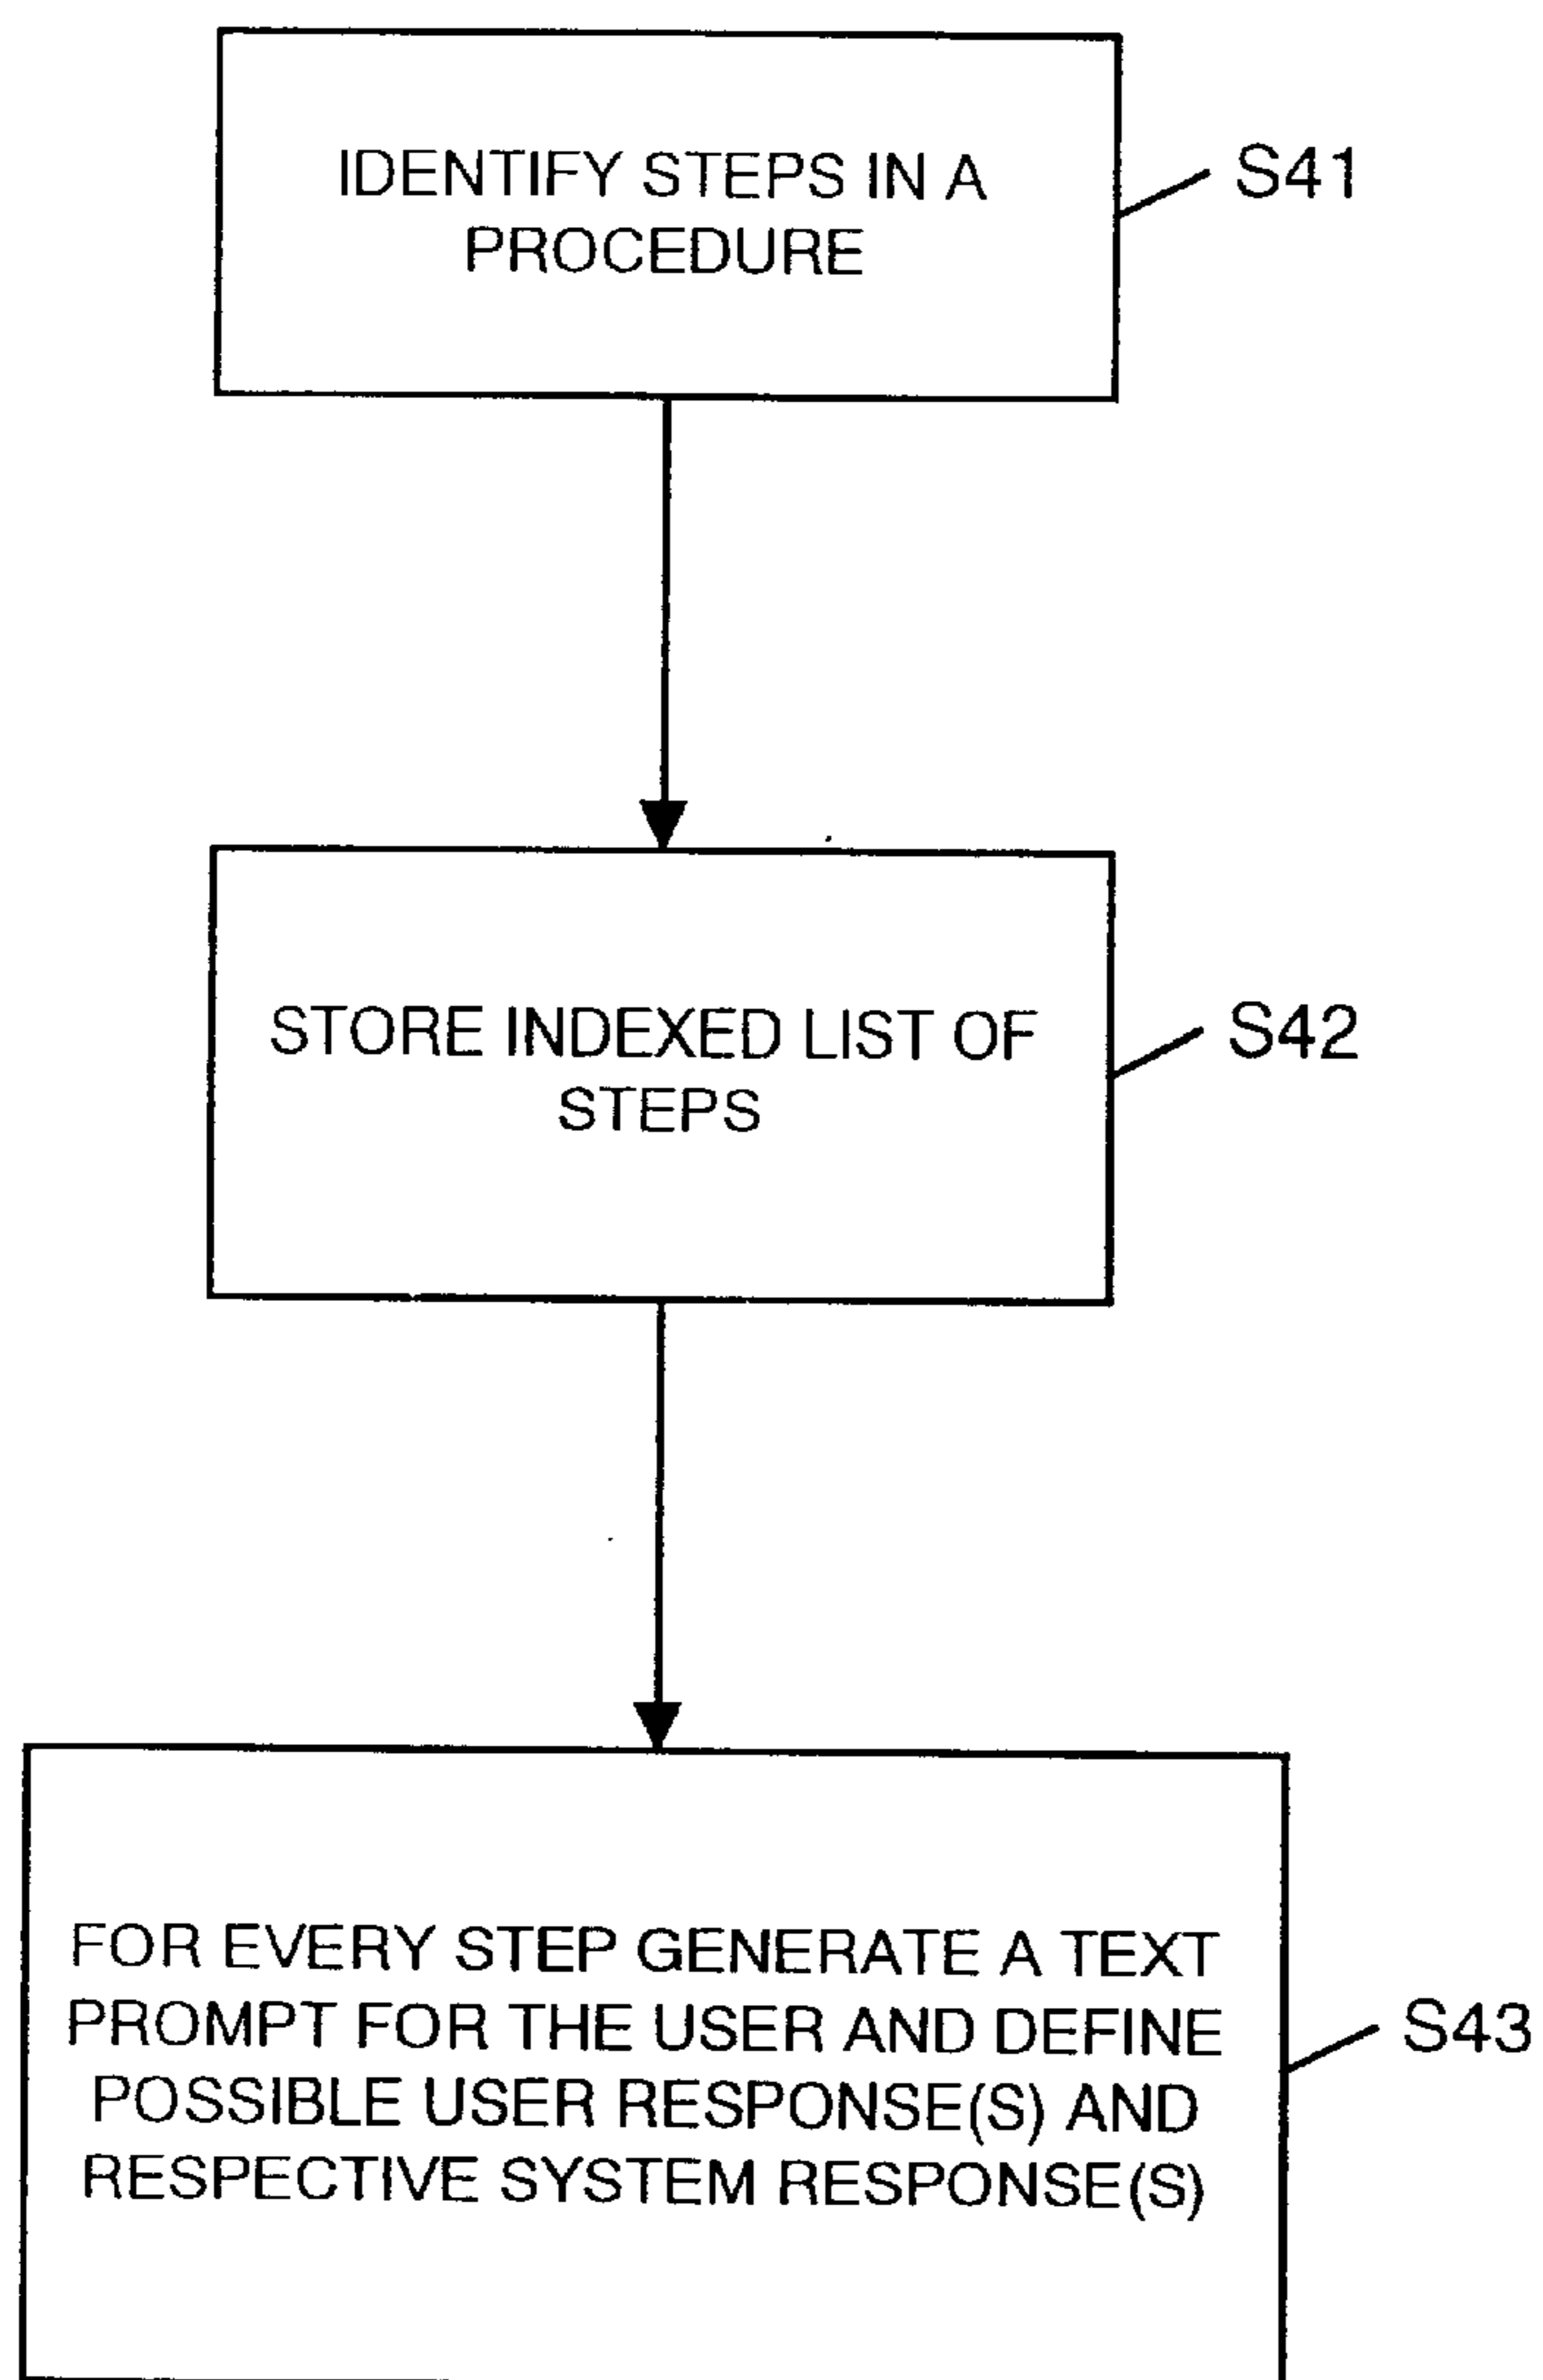 IDENTIFY STEPS IN A
PROCEDURE
S41
STORE INDEXED LIST OF
STEPS
S42
FOR EVERY STEP GENERATE A TEXT
PROMPT FOR THE USER AND DEFINE
POSSIBLE USER RESPONSE(S) AND
RESPECTIVE SYSTEM RESPONSE(S)
S43